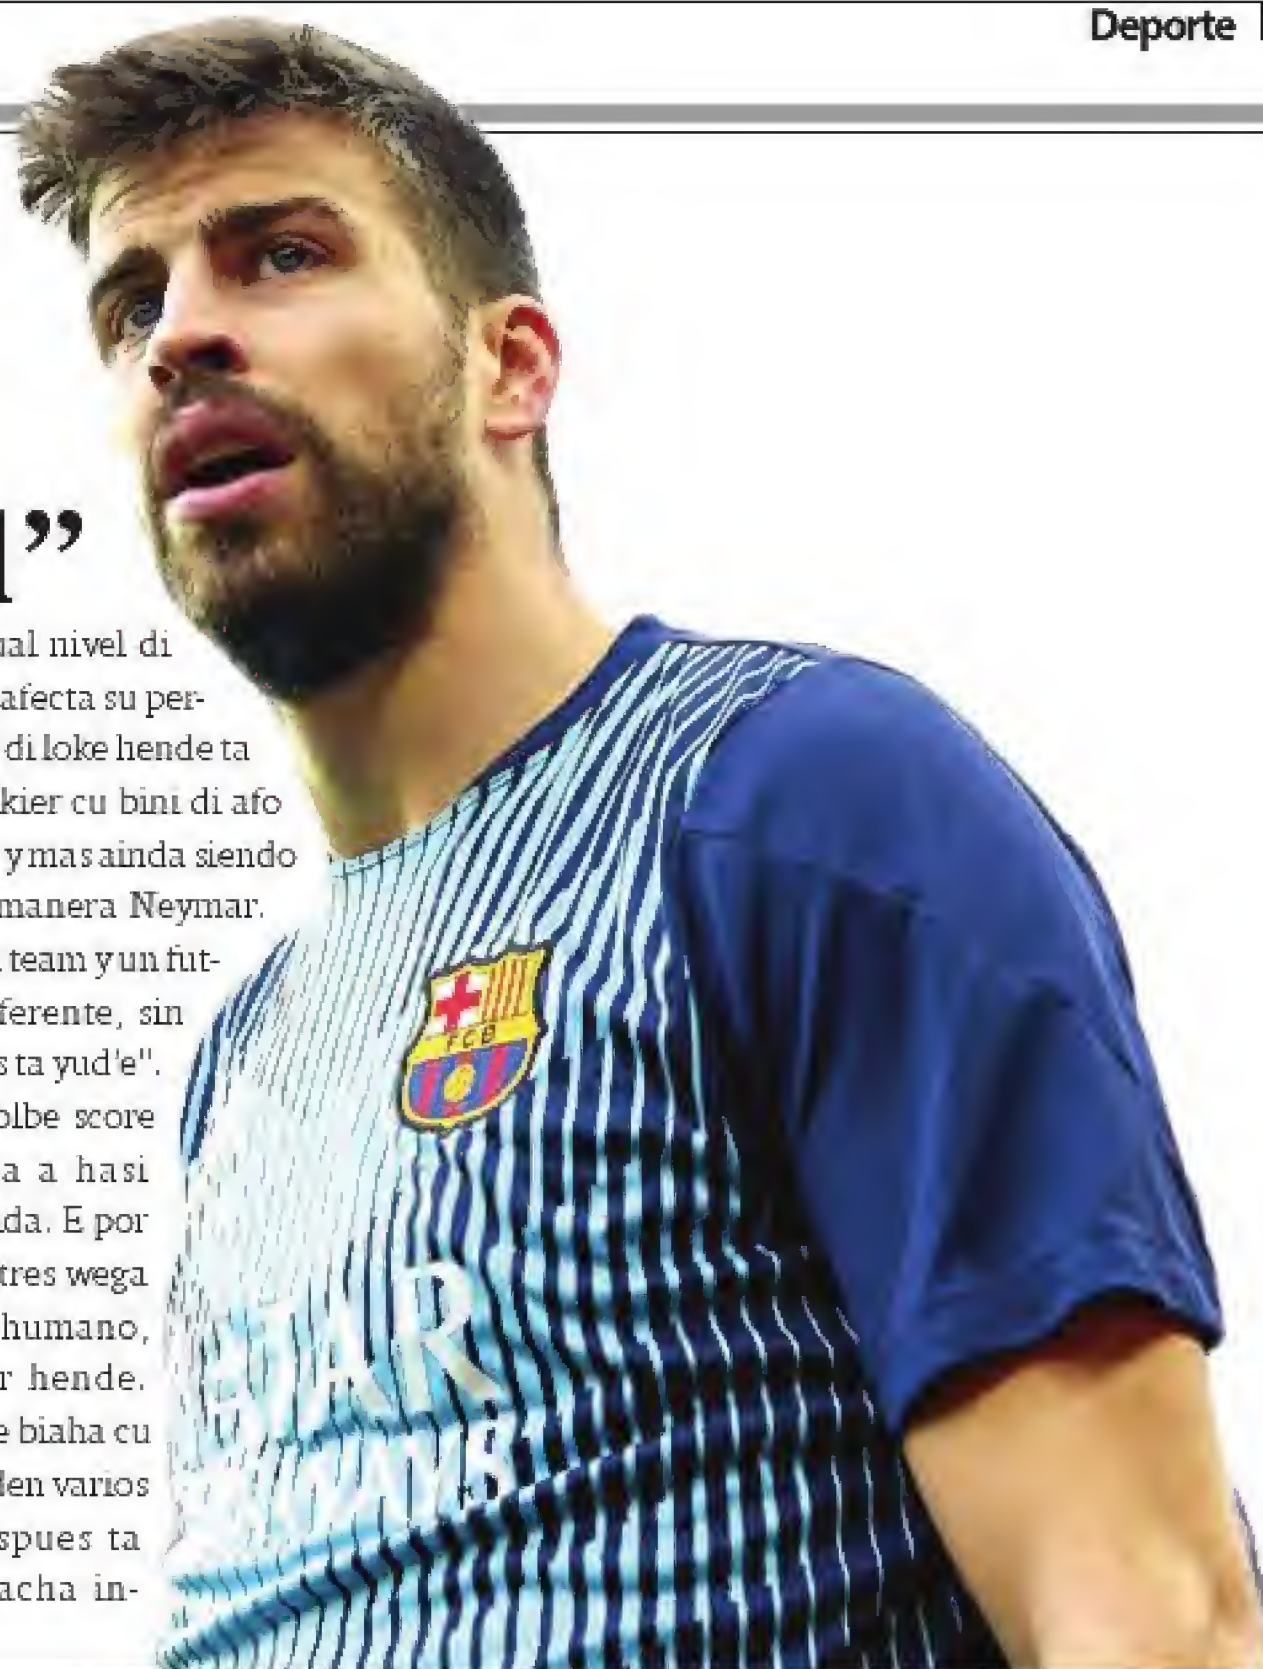 Deporte
l”
ual nivel di
afecta su per-
di loke hende ta
kier cu bini di afo
y mas ainda siendo
manera Neymar.
team y un fut-
ferente, sin
s ta yud'e".
olbe score
a a hasi
da. E por
tres wega
humano,
r hende.
e biaha cu
den varios
spues ta
acha in-
FCB